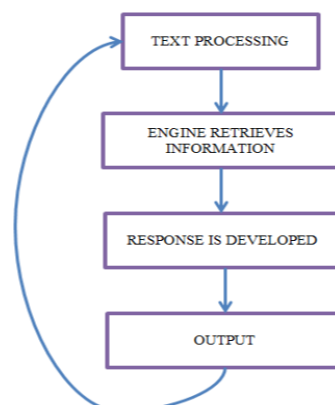 TEXT PROCESSING
ENGINE RETRIEVES
INFORMATION
RESPONSE IS DEVELOPED
OUTPUT